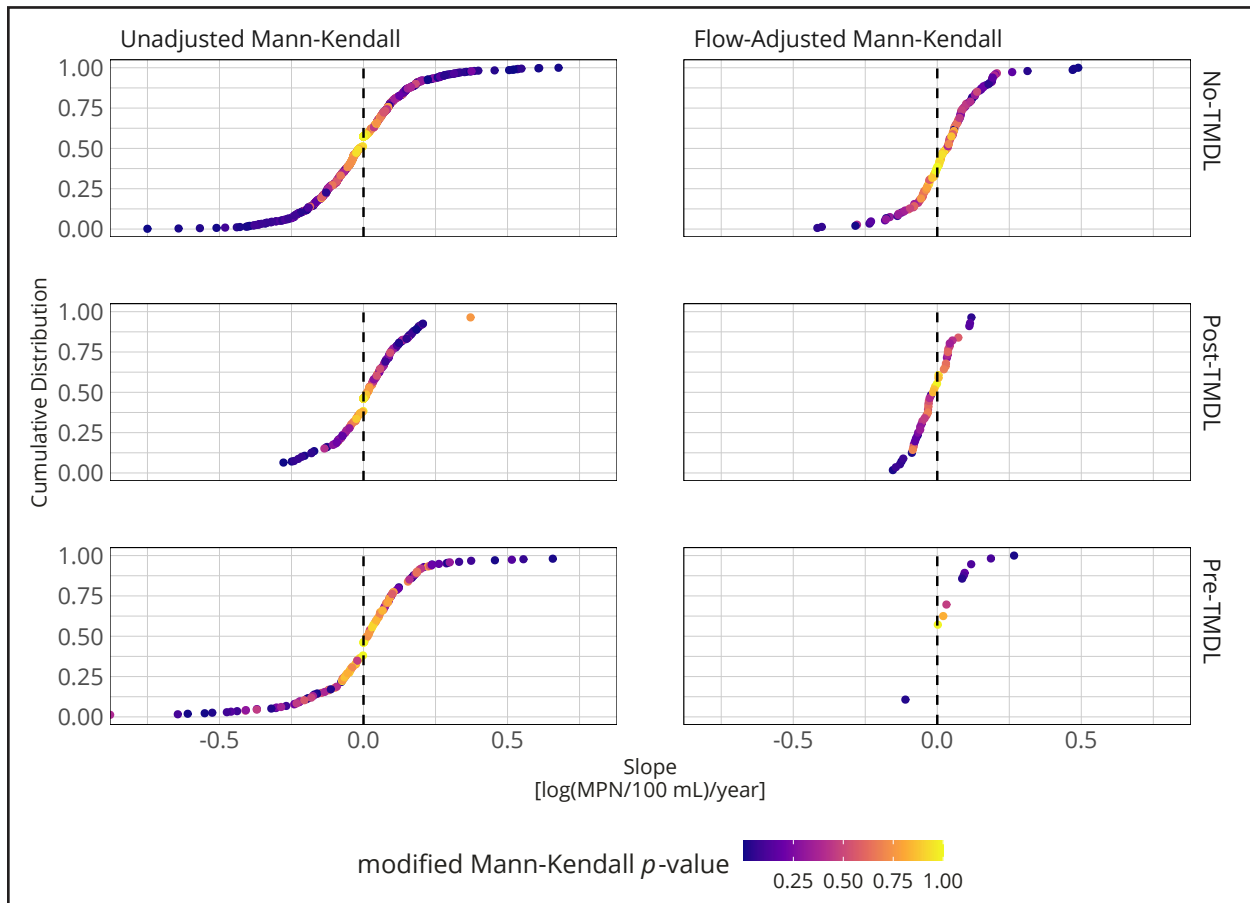 Unadjusted Mann-Kendall
Flow-Adjusted Mann-Kendall
1.00
0.75
0.50
0.25
0.00
No-TMDL
Cumulative Distribution
1.00
0.75
0.50
0.25
0.00
Post-TMDL
1.00
0.75
0.50
0.25
0.00
Pre-TMDL
-0.5
0.0
0.5
-0.5
0.0
0.5
Slope
[log(MPN/100 mL)/year]
modified Mann-Kendall p-value
0.25 0.50 0.75 1.00